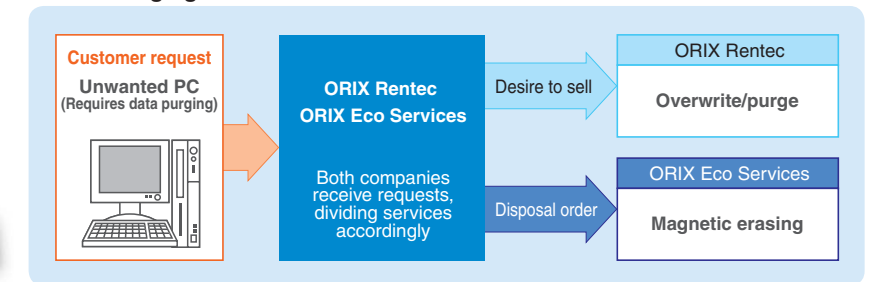 Customer request
Unwanted PC
(Requires data purging)
ORIX Rentec
ORIX Eco Services
Both companies
receive requests,
dividing services
accordingly
Desire to sell
Disposal order
ORIX Rentec
Overwrite/purge
ORIX Eco Services
Magnetic erasing